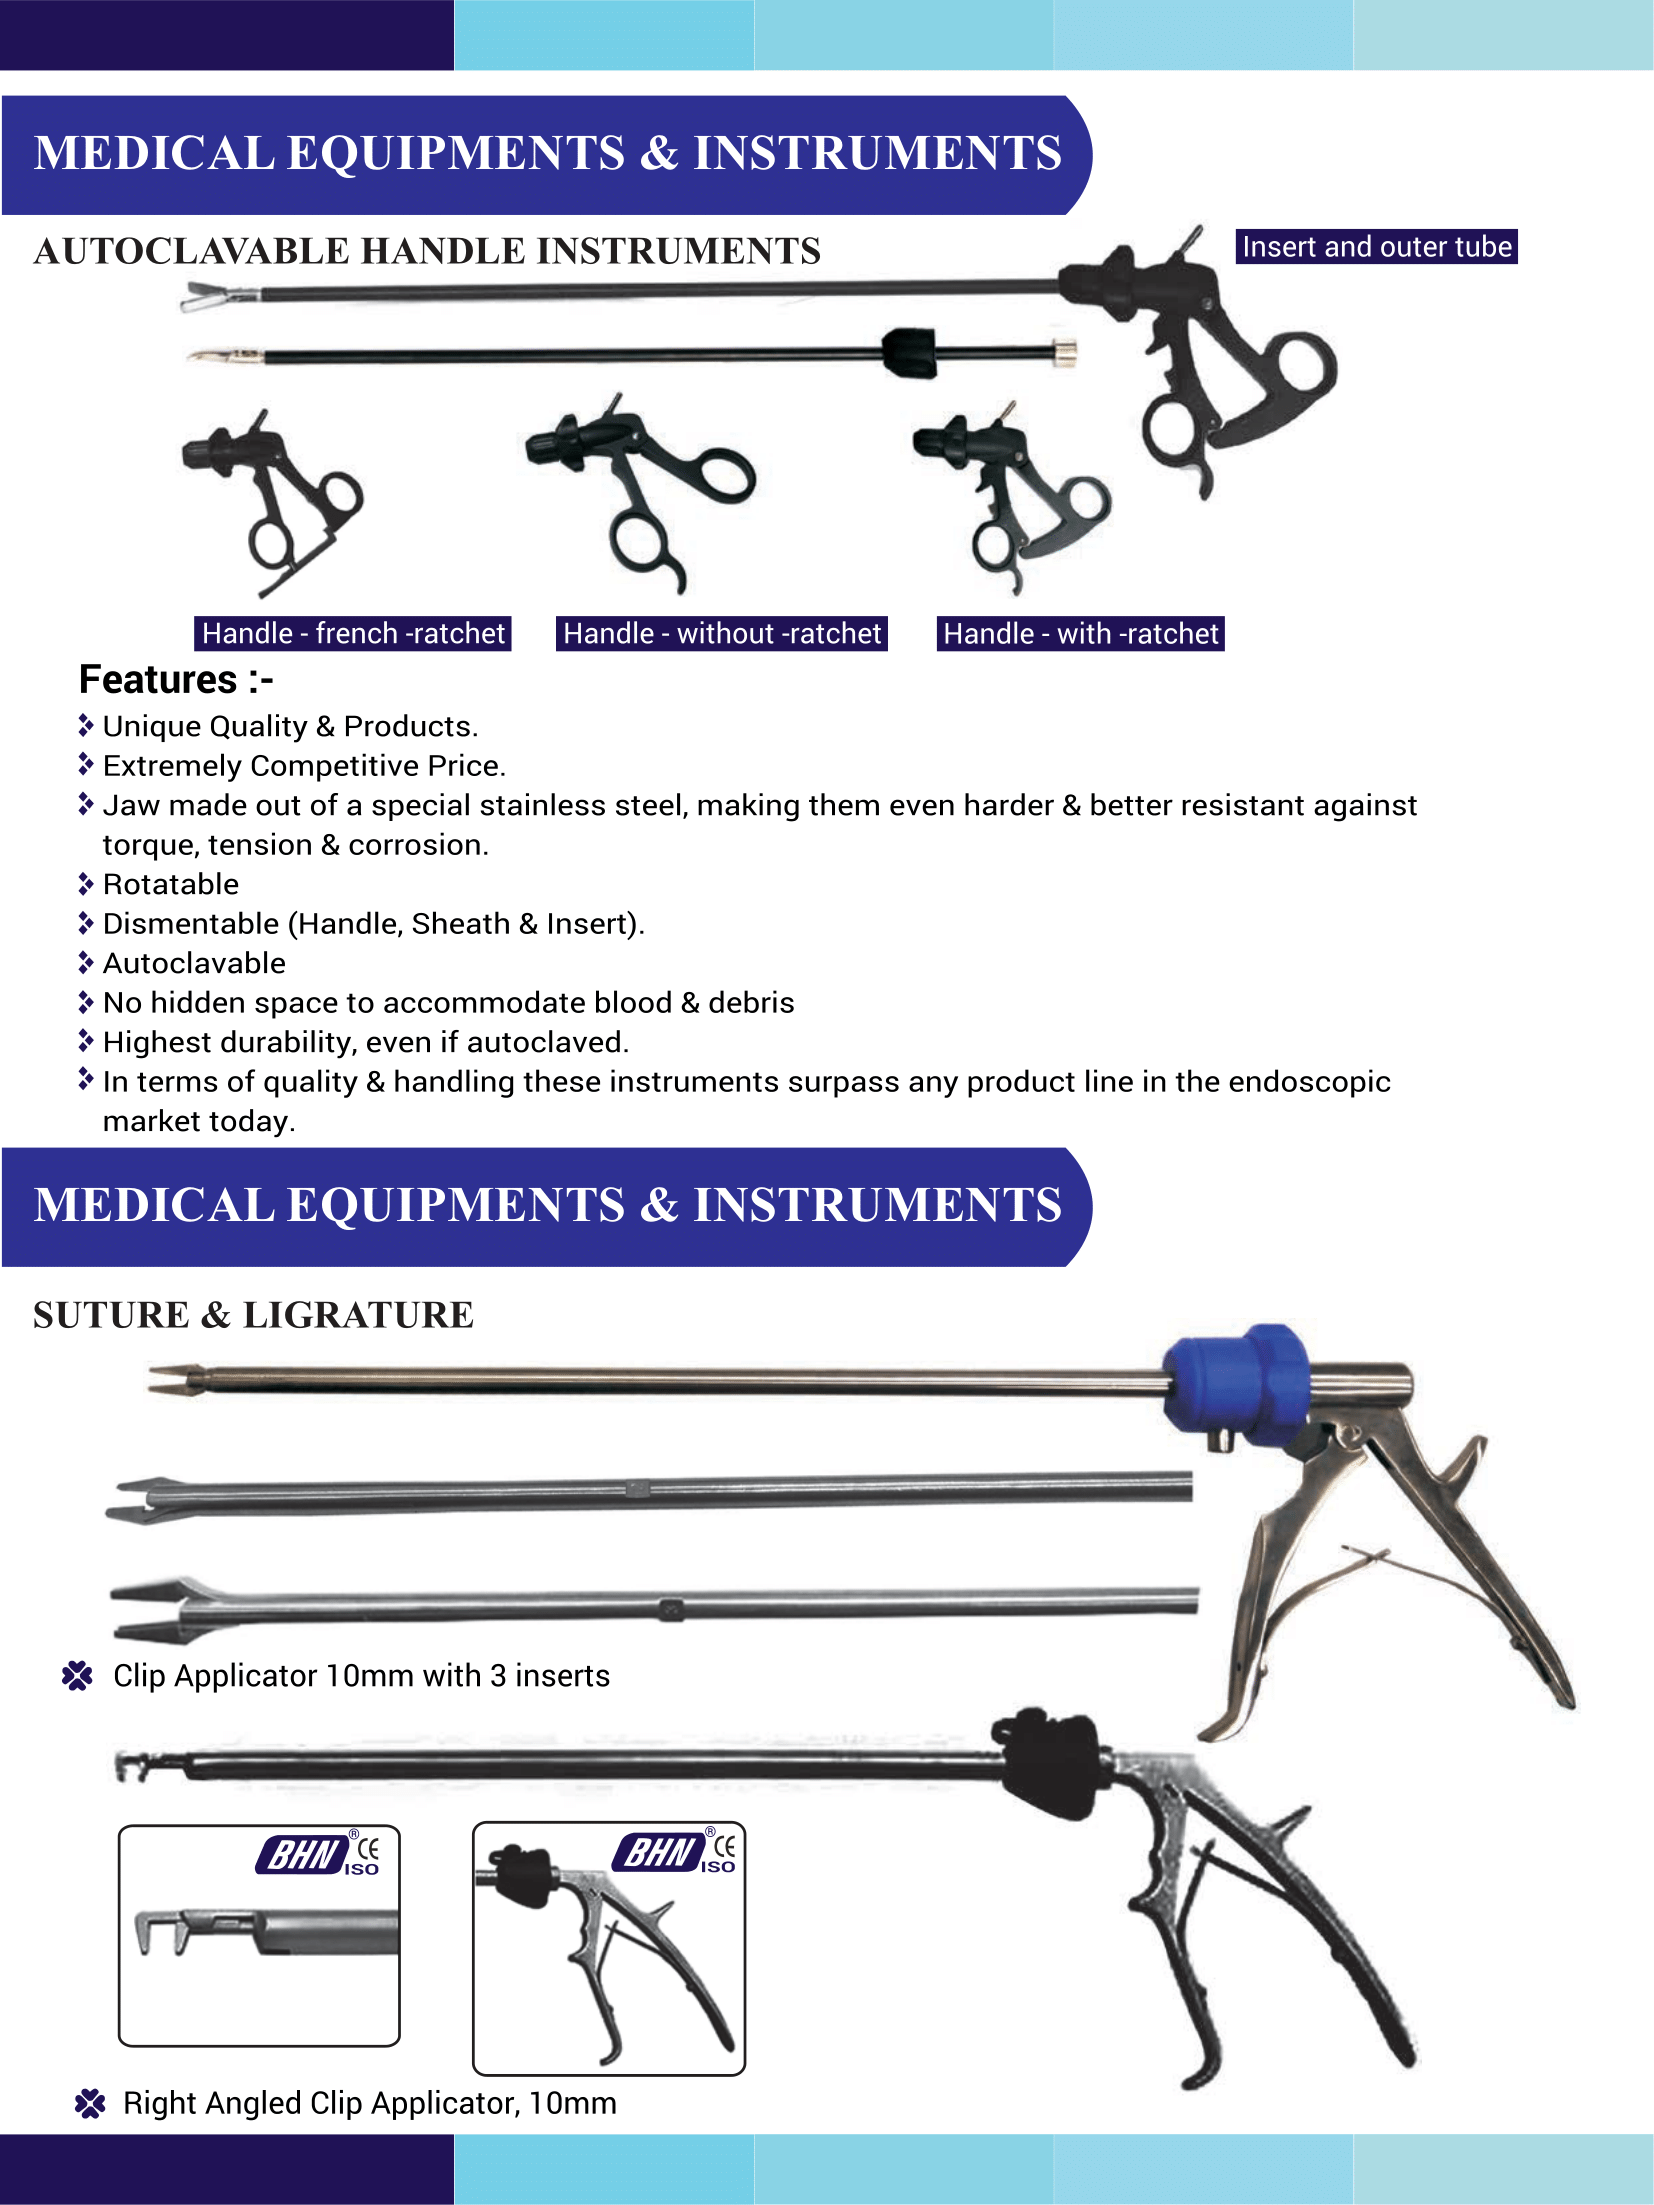 MEDICAL EQUIPMENTS & INSTRUMENTS
AUTOCLAVABLE HANDLE INSTRUMENTS
Insert and outer tube
Handle - french -ratchet
Handle - without -ratchet
Handle - with -ratchet
Features :-
Unique Quality & Products.
Extremely Competitive Price.
Jaw made out of a special stainless steel, making them even harder & better resistant against
torque, tension & corrosion.
Rotatable
Dismentable (Handle, Sheath & Insert).
Autoclavable
No hidden space to accommodate blood & debris
Highest durability, even if autoclaved.
In terms of quality & handling these instruments surpass any product line in the endoscopic
market today.
MEDICAL EQUIPMENTS & INSTRUMENTS
SUTURE & LIGRATURE
Clip Applicator 10mm with 3 inserts
BHN® CE
ISO
BHN® CE
ISO
Right Angled Clip Applicator, 10mm